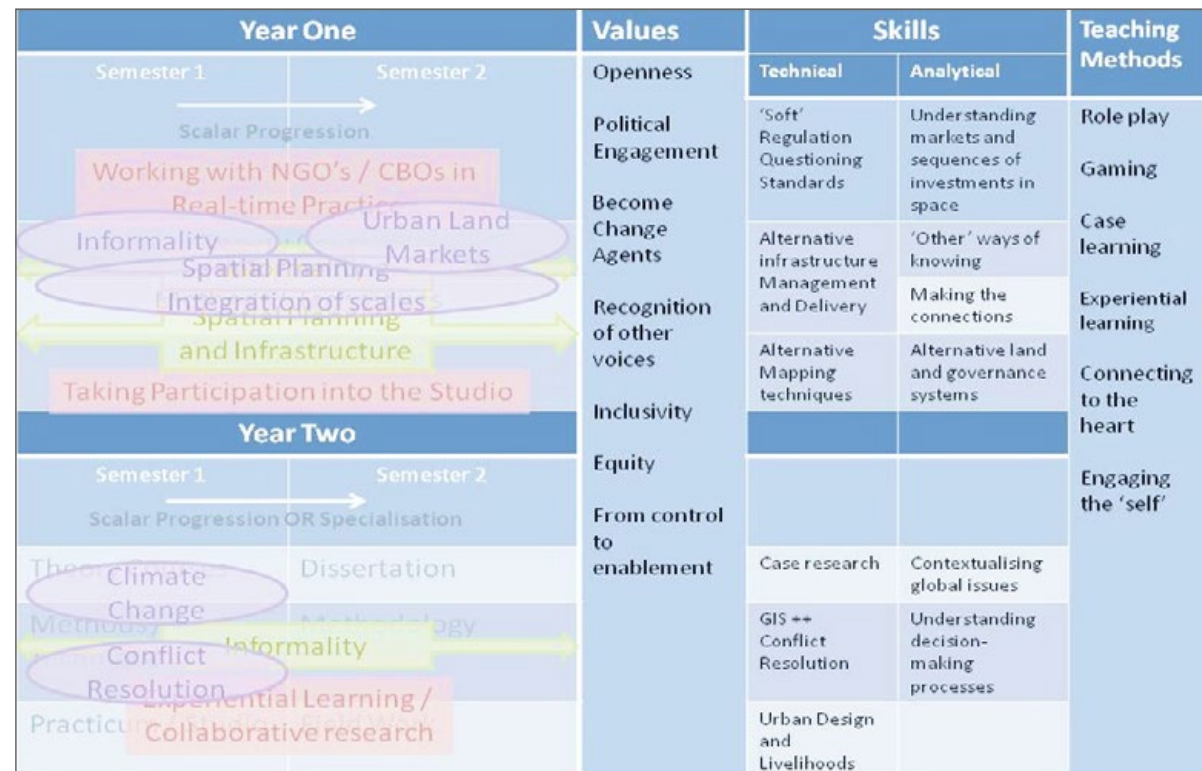 Year One
Values
Skills
Teaching
Methods
Semester 1
Semester 2
Scalar Progression
Working with NGO's / CBOs in
Real-time Practice
Informality
Urban Land
Markets
Spatial Planning
Integration of scales
Spatial Planning
and Infrastructure
Taking Participation into the Studio
Year Two
Semester 1
Semester 2
Scalar Progression OR Specialisation
Dissertation
Climate
Change
Methodology
Informality
Conflict
Resolution
Experiential Learning /
Collaborative research
Openness
Political
Engagement
Become
Change
Agents
Recognition
of other
voices
Inclusivity
Equity
From control
to
enablement
Technical
Analytical
'Soft'
Regulation
Questioning
Standards
Understanding
markets and
sequences of
investments in
space
Alternative
infrastructure
Management
and Delivery
'Other' ways of
knowing
Making the
connections
Alternative
Mapping
techniques
Alternative land
and governance
systems
Case research
Contextualising
global issues
GIS ++
Conflict
Resolution
Understanding
decision-
making
processes
Urban Design
and
Livelihoods
Role play
Gaming
Case
learning
Experiential
learning
Connecting
to the
heart
Engaging
the 'self'